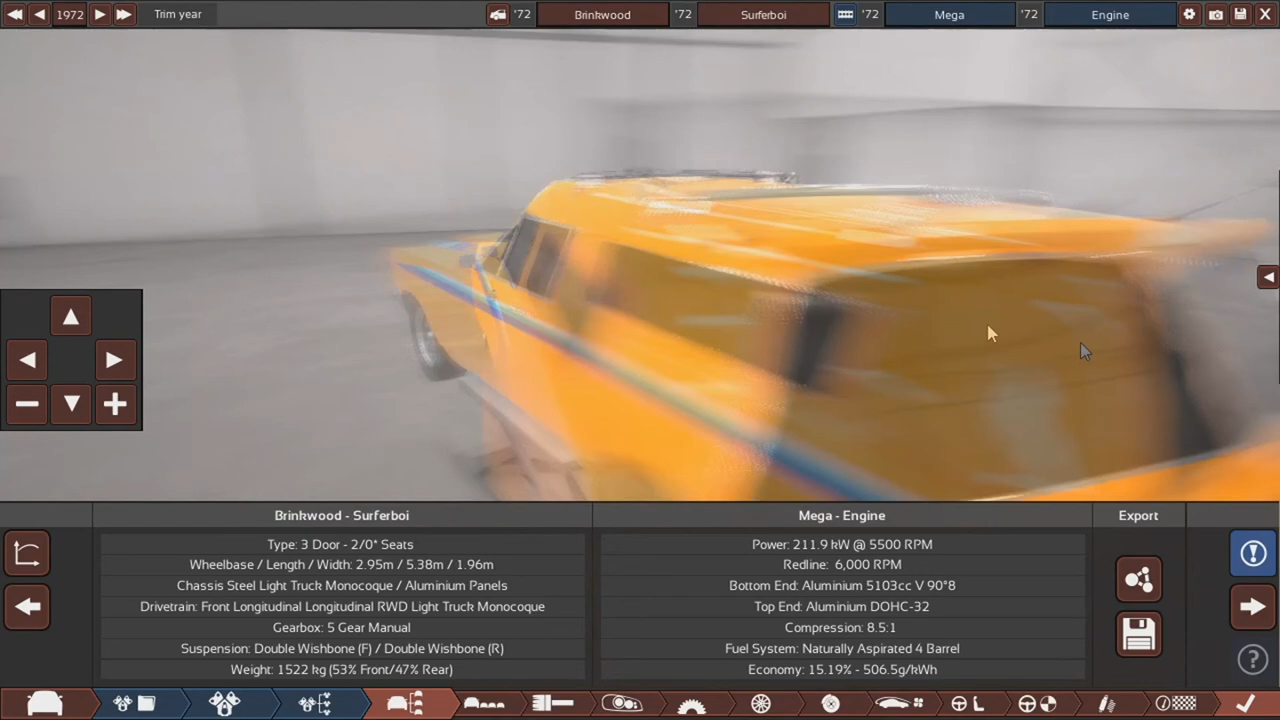 1972 Trim year '72 Brinkwood '72 Surferboi '72 Mega '72 Engine
Brinkwood - Surferboi
Type: 3 Door - 2/0* Seats
Wheelbase / Length / Width: 2.95m / 5.38m / 1.96m
Chassis Steel Light Truck Monocoque / Aluminium Panels
Drivetrain: Front Longitudinal Longitudinal RWD Light Truck Monocoque
Gearbox: 5 Gear Manual
Suspension: Double Wishbone (F) / Double Wishbone (R)
Weight: 1522 kg (53% Front/47% Rear)
Mega - Engine
Power: 211.9 kW @ 5500 RPM
Redline: 6,000 RPM
Bottom End: Aluminium 5103cc V 90°8
Top End: Aluminium DOHC-32
Compression: 8.5:1
Fuel System: Naturally Aspirated 4 Barrel
Economy: 15.19% - 506.5g/kWh
Export